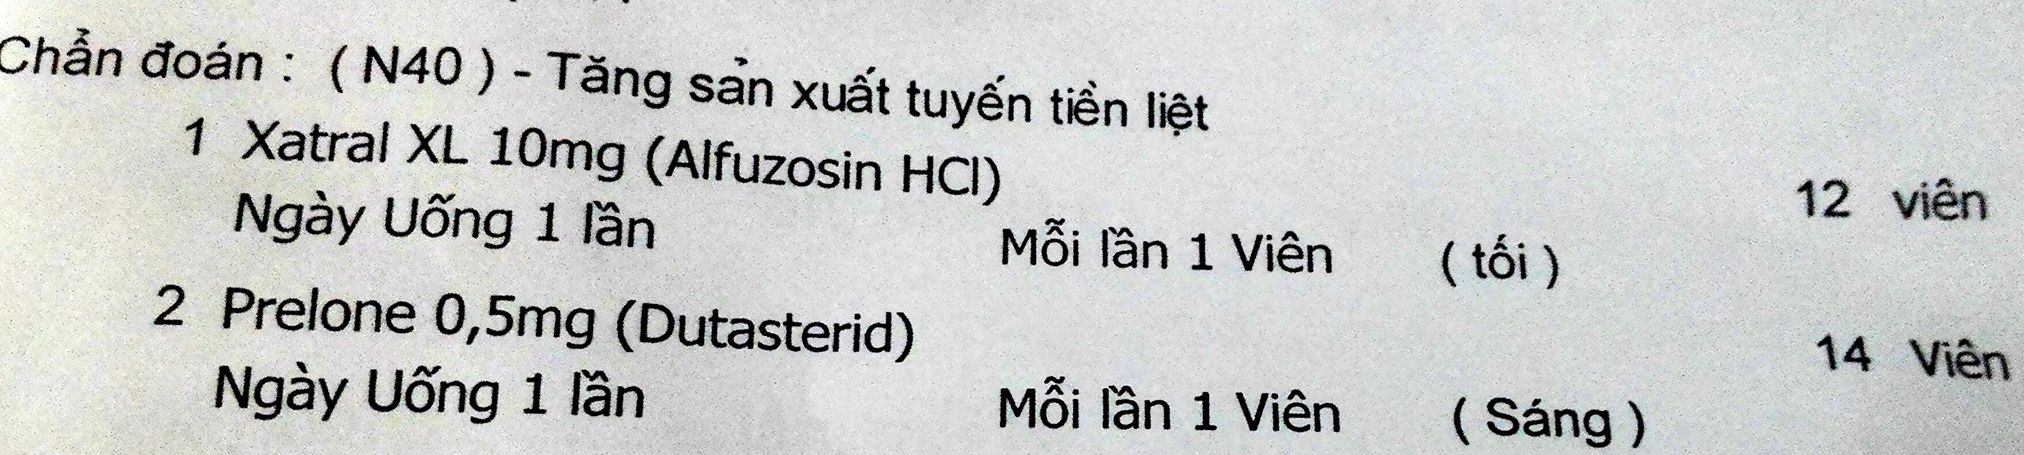 Chẩn đoán : ( N40 ) - Tăng sản xuất tuyến tiền liệt
1 Xatral XL 10mg (Alfuzosin HCl) 12 viên
Ngày Uống 1 lần Mỗi lần 1 Viên ( tối )
2 Prelone 0,5mg (Dutasterid) 14 Viên
Ngày Uống 1 lần Mỗi lần 1 Viên ( Sáng )